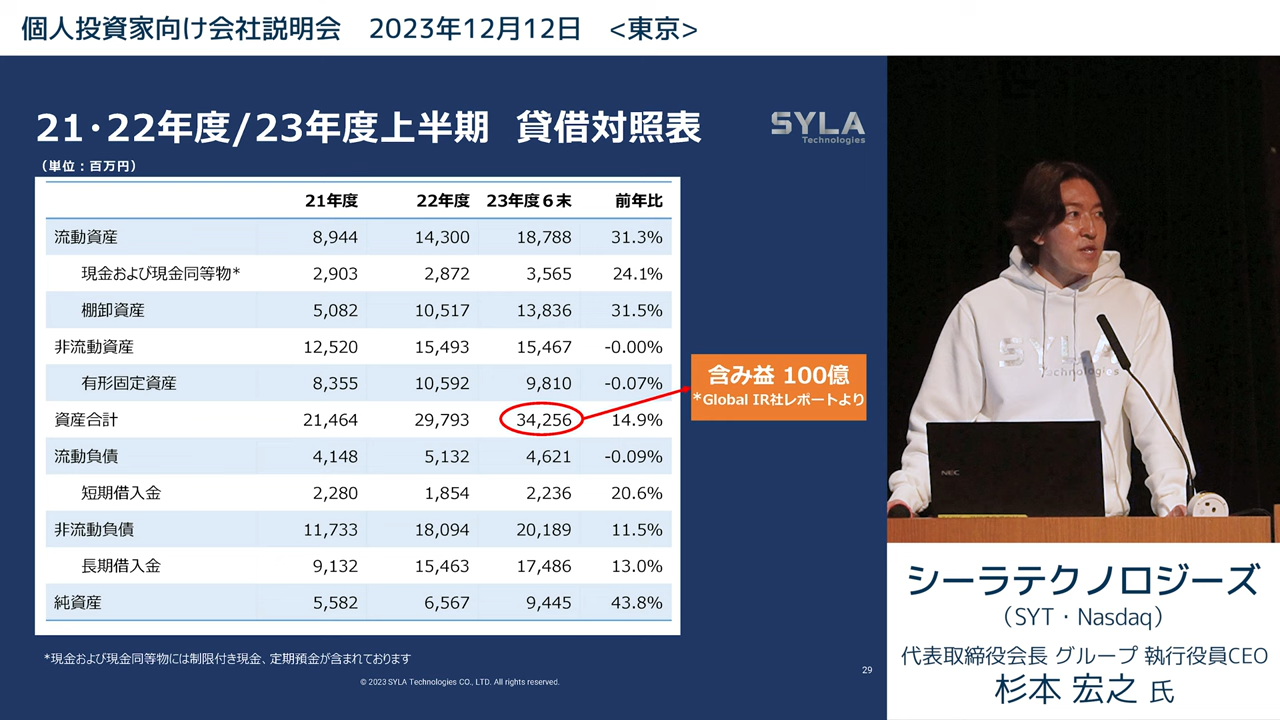 個人投資家向け会社説明会 2023年12月12日 <東京>
21・22年度/23年度上半期 貸借対照表
SYLA
Technologies
（単位：百万円）
21年度 22年度 23年度６末 前年比
流動資産 8,944 14,300 18,788 31.3%
現金および現金同等物* 2,903 2,872 3,565 24.1%
棚卸資産 5,082 10,517 13,836 31.5%
非流動資産 12,520 15,493 15,467 -0.00%
有形固定資産 8,355 10,592 9,810 -0.07%
資産合計 21,464 29,793 34,256 14.9%
流動負債 4,148 5,132 4,621 -0.09%
短期借入金 2,280 1,854 2,236 20.6%
非流動負債 11,733 18,094 20,189 11.5%
長期借入金 9,132 15,463 17,486 13.0%
純資産 5,582 6,567 9,445 43.8%
含み益 100億
*Global IR社レポートより
*現金および現金同等物には制限付き現金、定期預金が含まれております
29
© 2023 SYLA Technologies CO., LTD. All rights reserved.
SYLA
Technologies
NEC
シーラテクノロジーズ
（SYT・Nasdaq）
代表取締役会長 グループ 執行役員CEO
杉本 宏之 氏